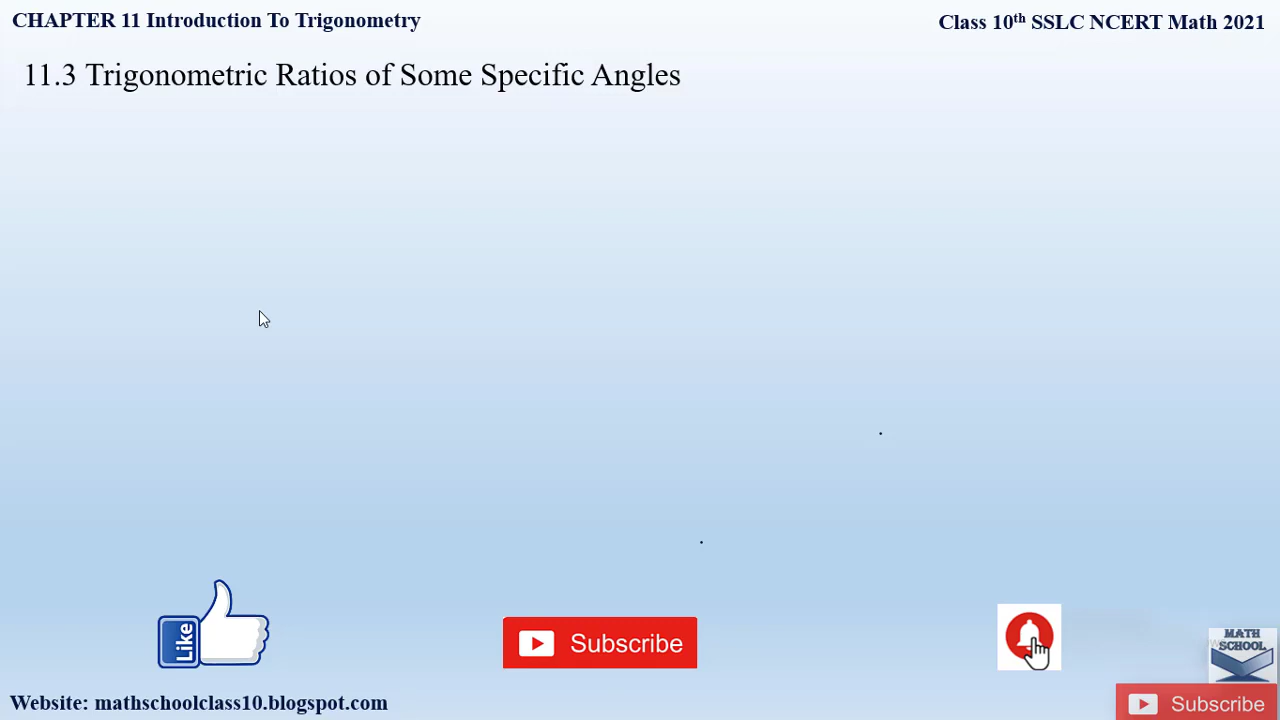 CHAPTER 11 Introduction To Trigonometry
Class 10th SSLC NCERT Math 2021
11.3 Trigonometric Ratios of Some Specific Angles
Like
Subscribe
MATH
SCHOOL
Website: mathschoolclass10.blogspot.com
Subscribe